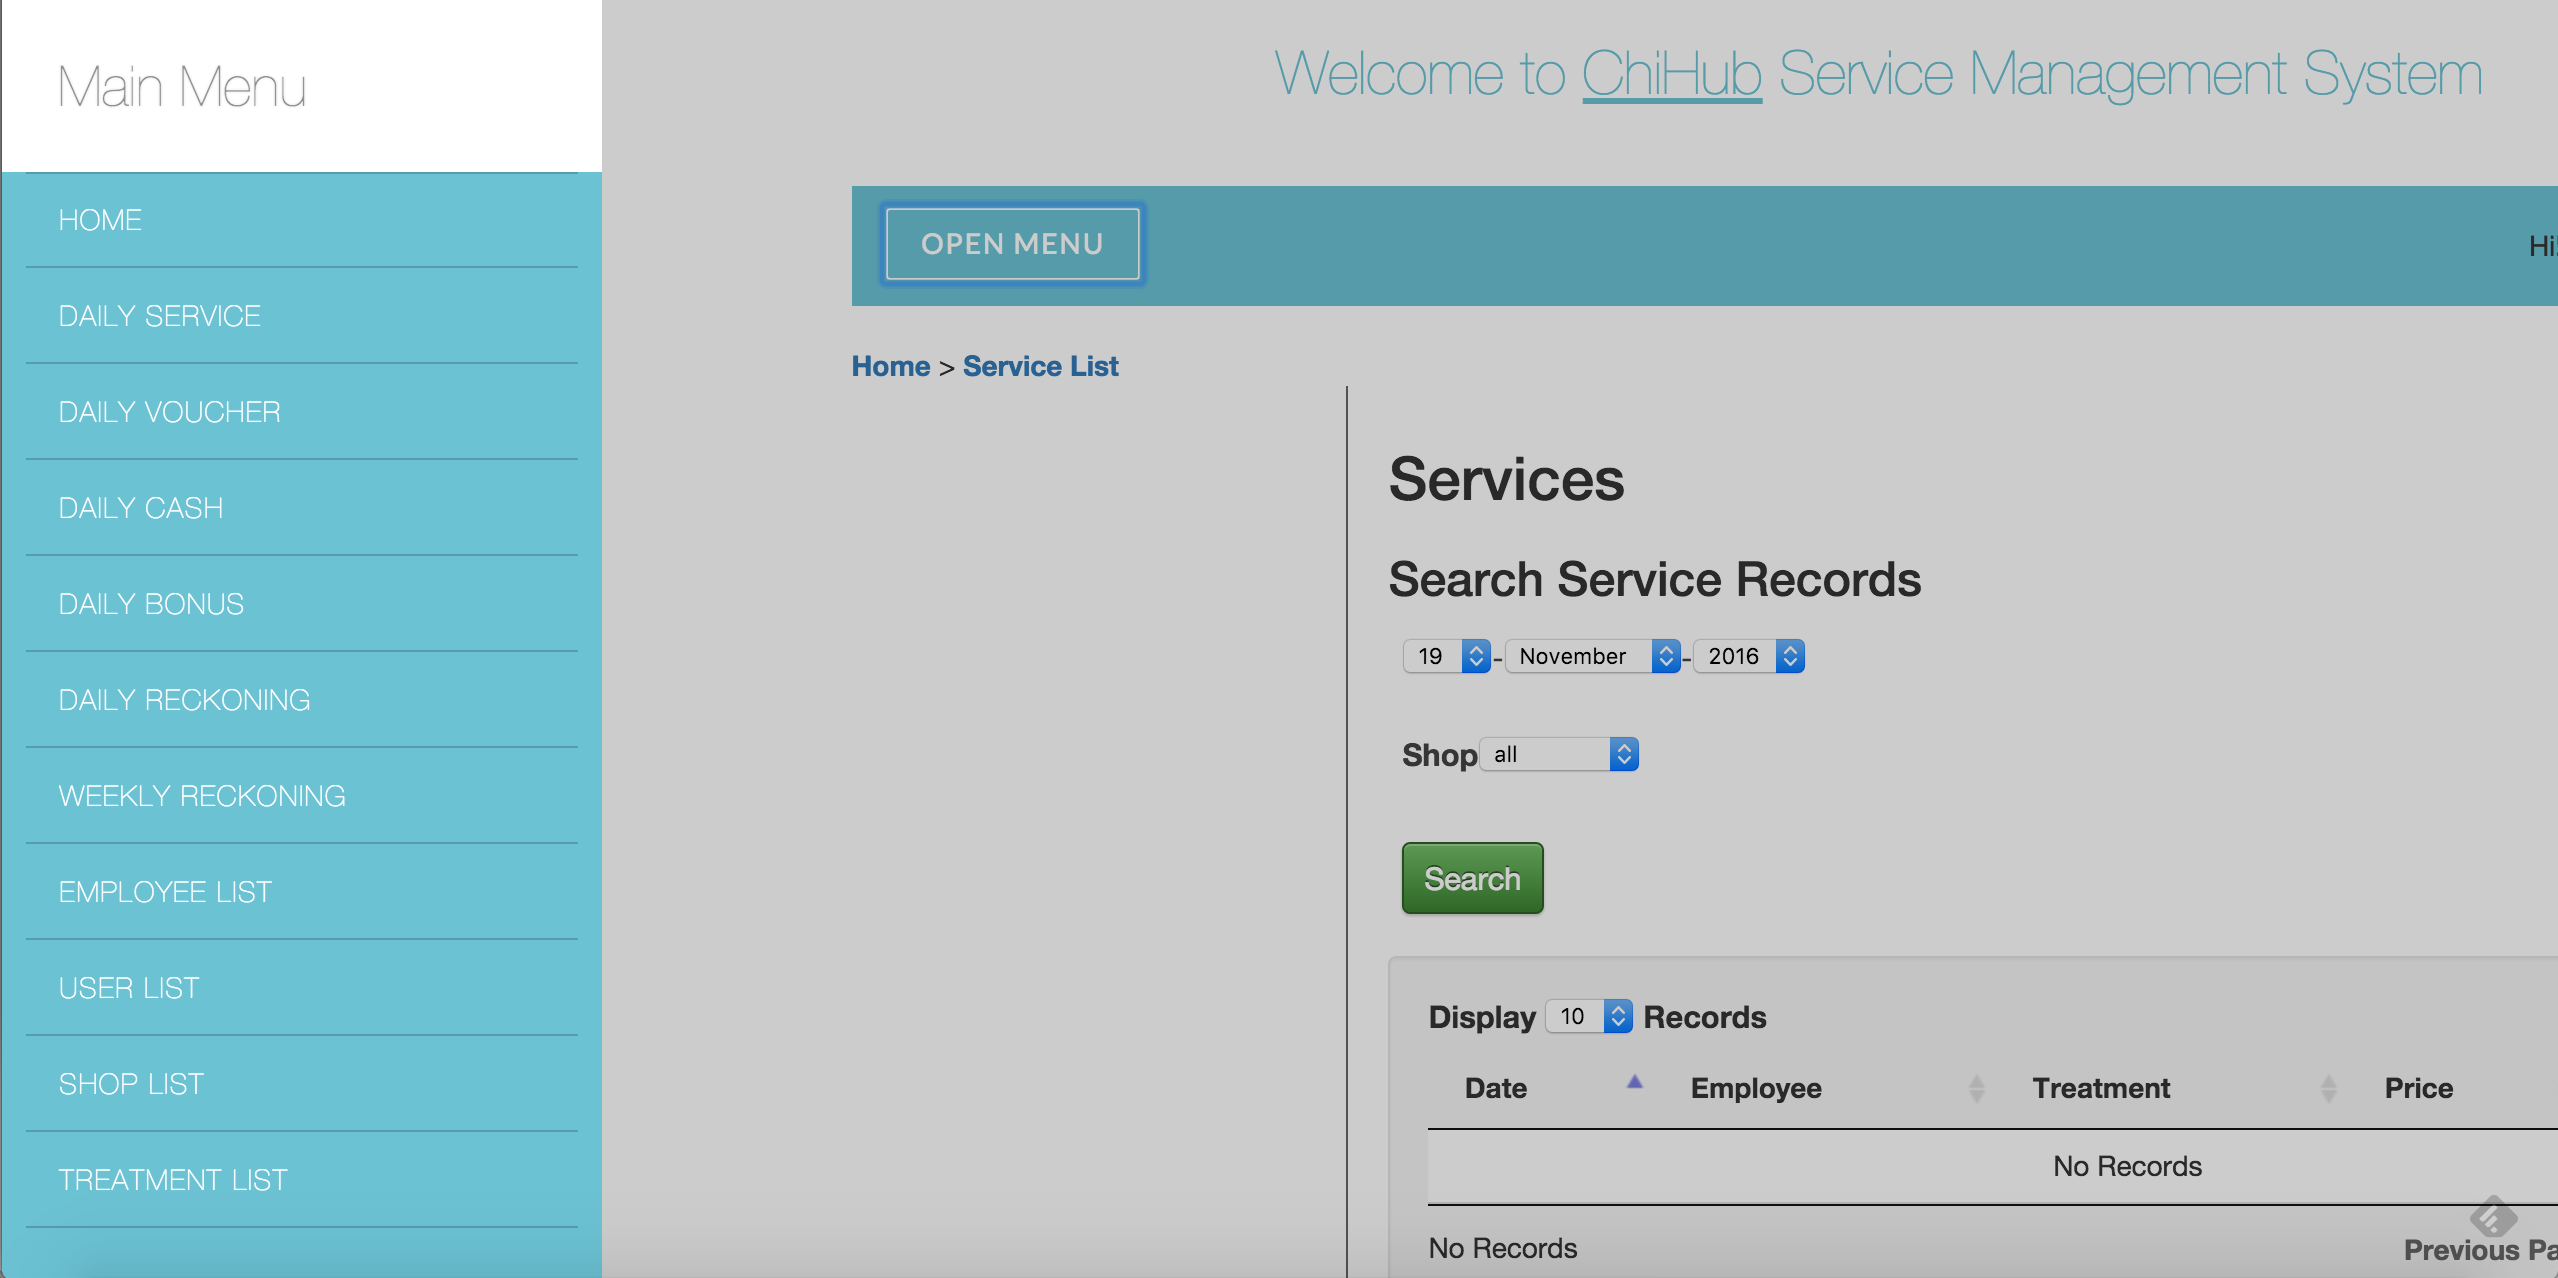 Main Menu
HOME
DAILY SERVICE
DAILY VOUCHER
DAILY CASH
DAILY BONUS
DAILY RECKONING
WEEKLY RECKONING
EMPLOYEE LIST
USER LIST
SHOP LIST
TREATMENT LIST
Welcome to ChiHub Service Management System
OPEN MENU
Hi!
Home > Service List
Services
Search Service Records
19 - November - 2016
Shop all
Search
Display 10 Records
Date Employee Treatment Price
No Records
No Records
Previous Pa